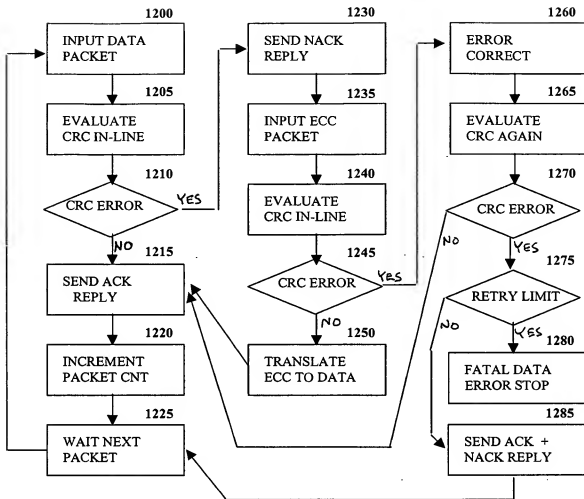 1200
INPUT DATA
PACKET
1205
EVALUATE
CRC IN-LINE
1210
CRC ERROR
YES
NO
1215
SEND ACK
REPLY
1220
INCREMENT
PACKET CNT
1225
WAIT NEXT
PACKET
1230
SEND NACK
REPLY
1235
INPUT ECC
PACKET
1240
EVALUATE
CRC IN-LINE
1245
CRC ERROR
YES
NO
1250
TRANSLATE
ECC TO DATA
1260
ERROR
CORRECT
1265
EVALUATE
CRC AGAIN
1270
CRC ERROR
NO
YES
1275
RETRY LIMIT
NO
YES
1280
FATAL DATA
ERROR STOP
1285
SEND ACK +
NACK REPLY